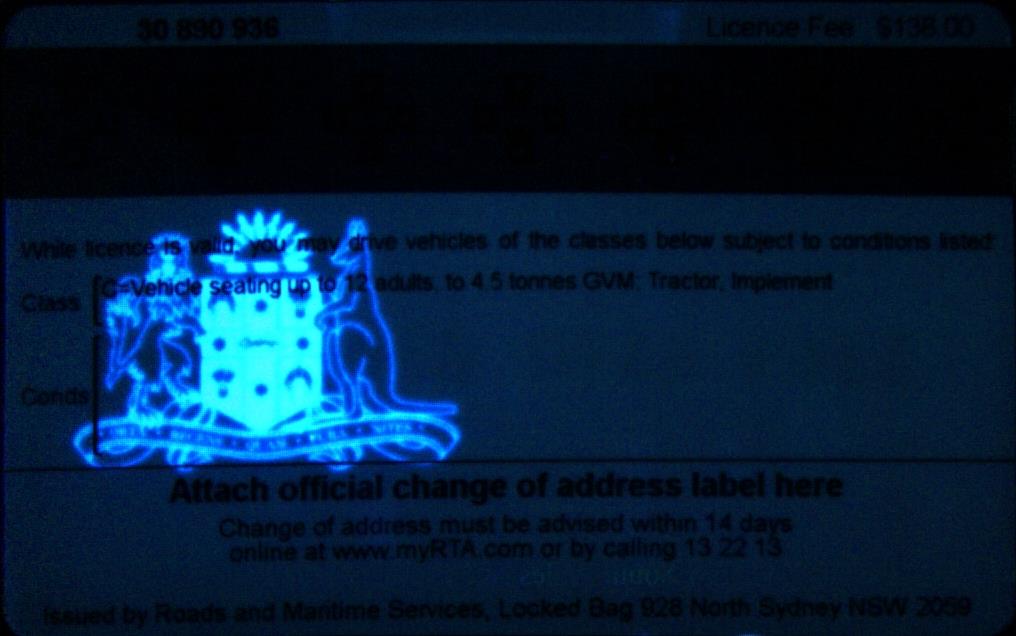 30 890 936 Licence Fee $138.00
While licence is valid, you may drive vehicles of the classes below subject to conditions listed:
Class C=Vehicle seating up to 12 adults, to 4.5 tonnes GVM; Tractor, Implement
Conds
Attach official change of address label here
Change of address must be advised within 14 days
online at www.myRTA.com or by calling 13 22 13
Issued by Roads and Maritime Services, Locked Bag 928 North Sydney NSW 2059